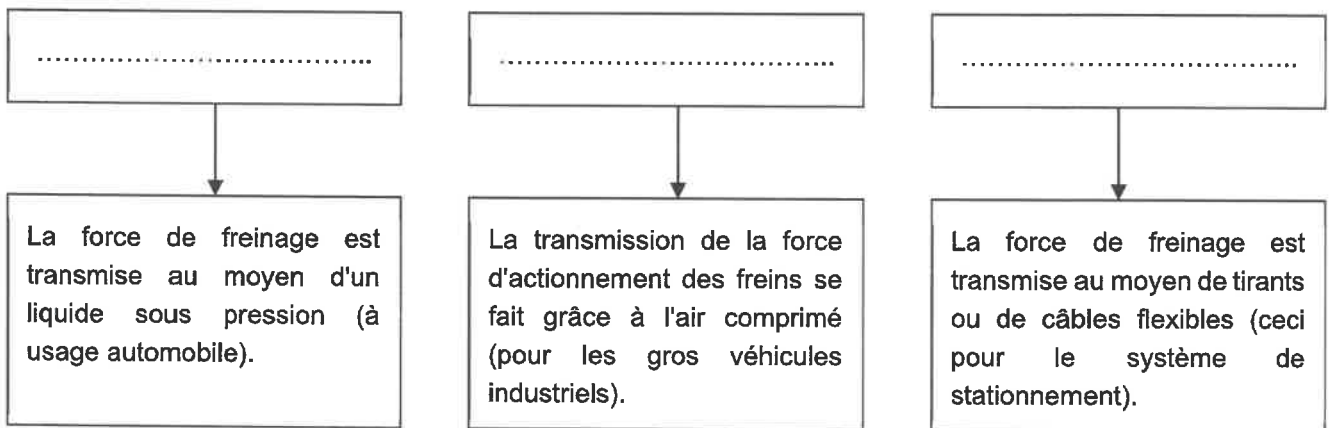 ........................................
........................................
........................................
La force de freinage est
transmise au moyen d'un
liquide sous pression (à
usage automobile).
La transmission de la force
d'actionnement des freins se
fait grâce à l'air comprimé
(pour les gros véhicules
industriels).
La force de freinage est
transmise au moyen de tirants
ou de câbles flexibles (ceci
pour le système de
stationnement).